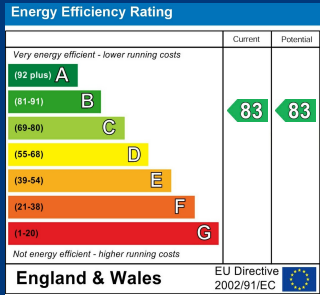 Energy Efficiency Rating
Current Potential
Very energy efficient - lower running costs
(92 plus) A
(81-91) B
83 83
(69-80) C
(55-68) D
(39-54) E
(21-38) F
(1-20) G
Not energy efficient - higher running costs
England & Wales
EU Directive
2002/91/EC